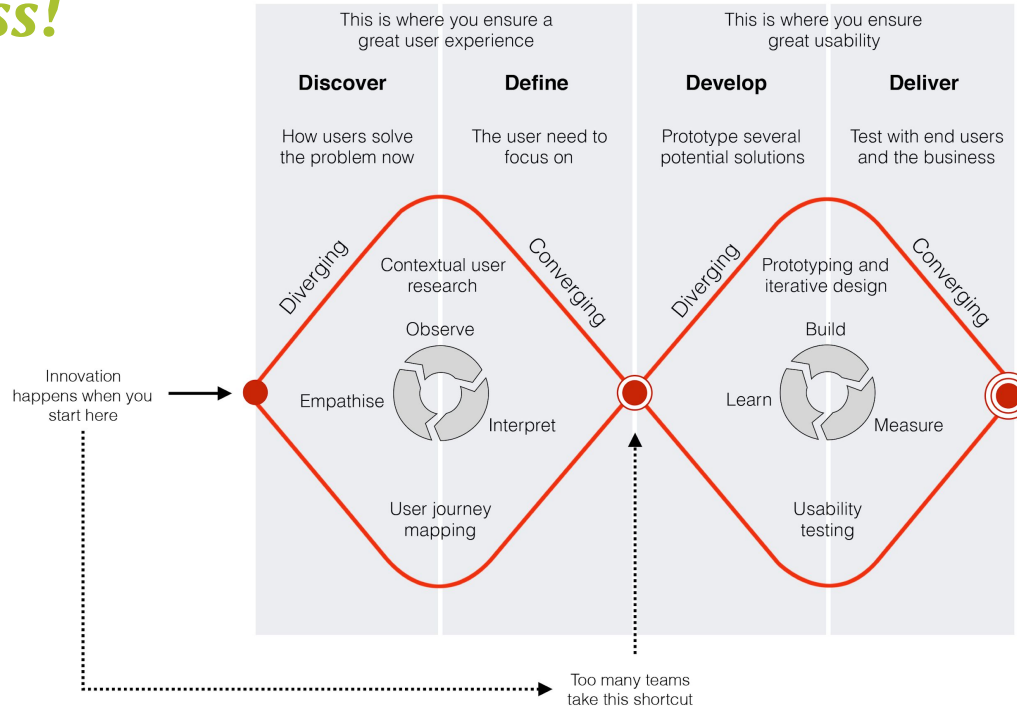 ss!
This is where you ensure a
great user experience
This is where you ensure
great usability
Discover
Define
Develop
Deliver
How users solve
the problem now
The user need to
focus on
Prototype several
potential solutions
Test with end users
and the business
Diverging
Converging
Diverging
Converging
Contextual user
research
Observe
Empathise
Interpret
User journey
mapping
Prototyping and
iterative design
Build
Learn
Measure
Usability
testing
Innovation
happens when you
start here
Too many teams
take this shortcut